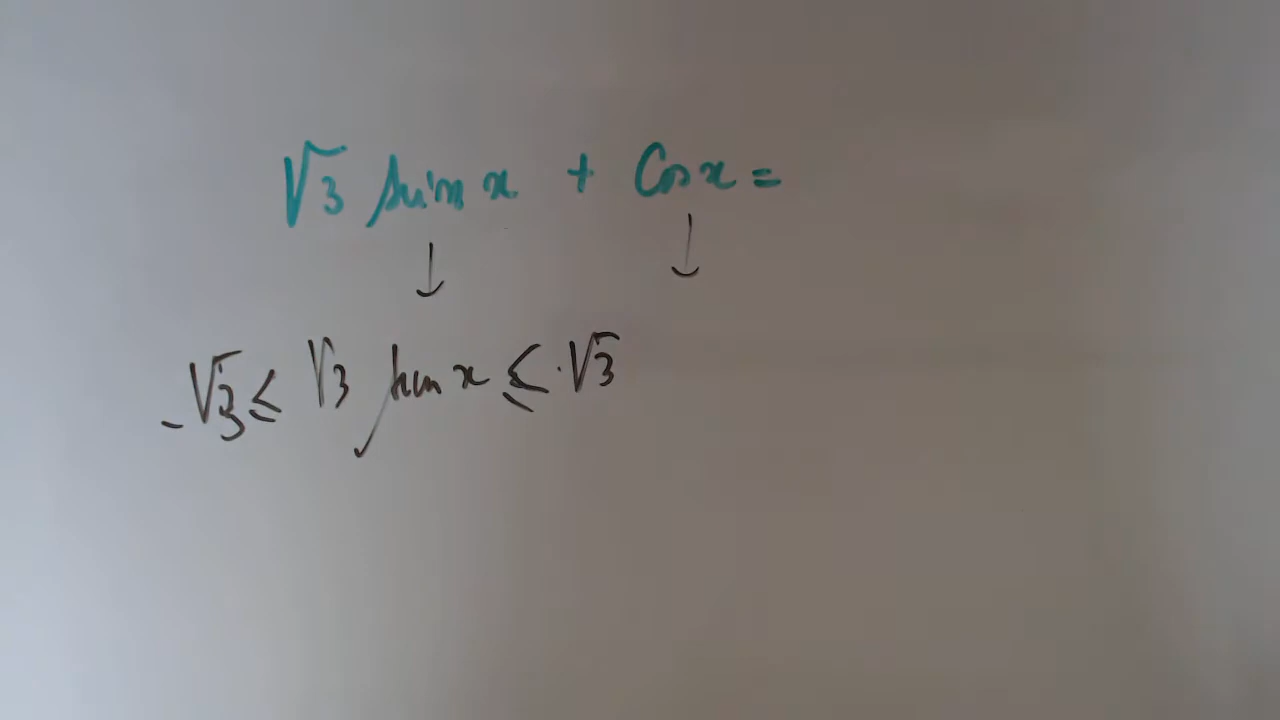 √3 sin x + Cos x =
↓ ↓
-√3 ≤ √3 sin x ≤ √3